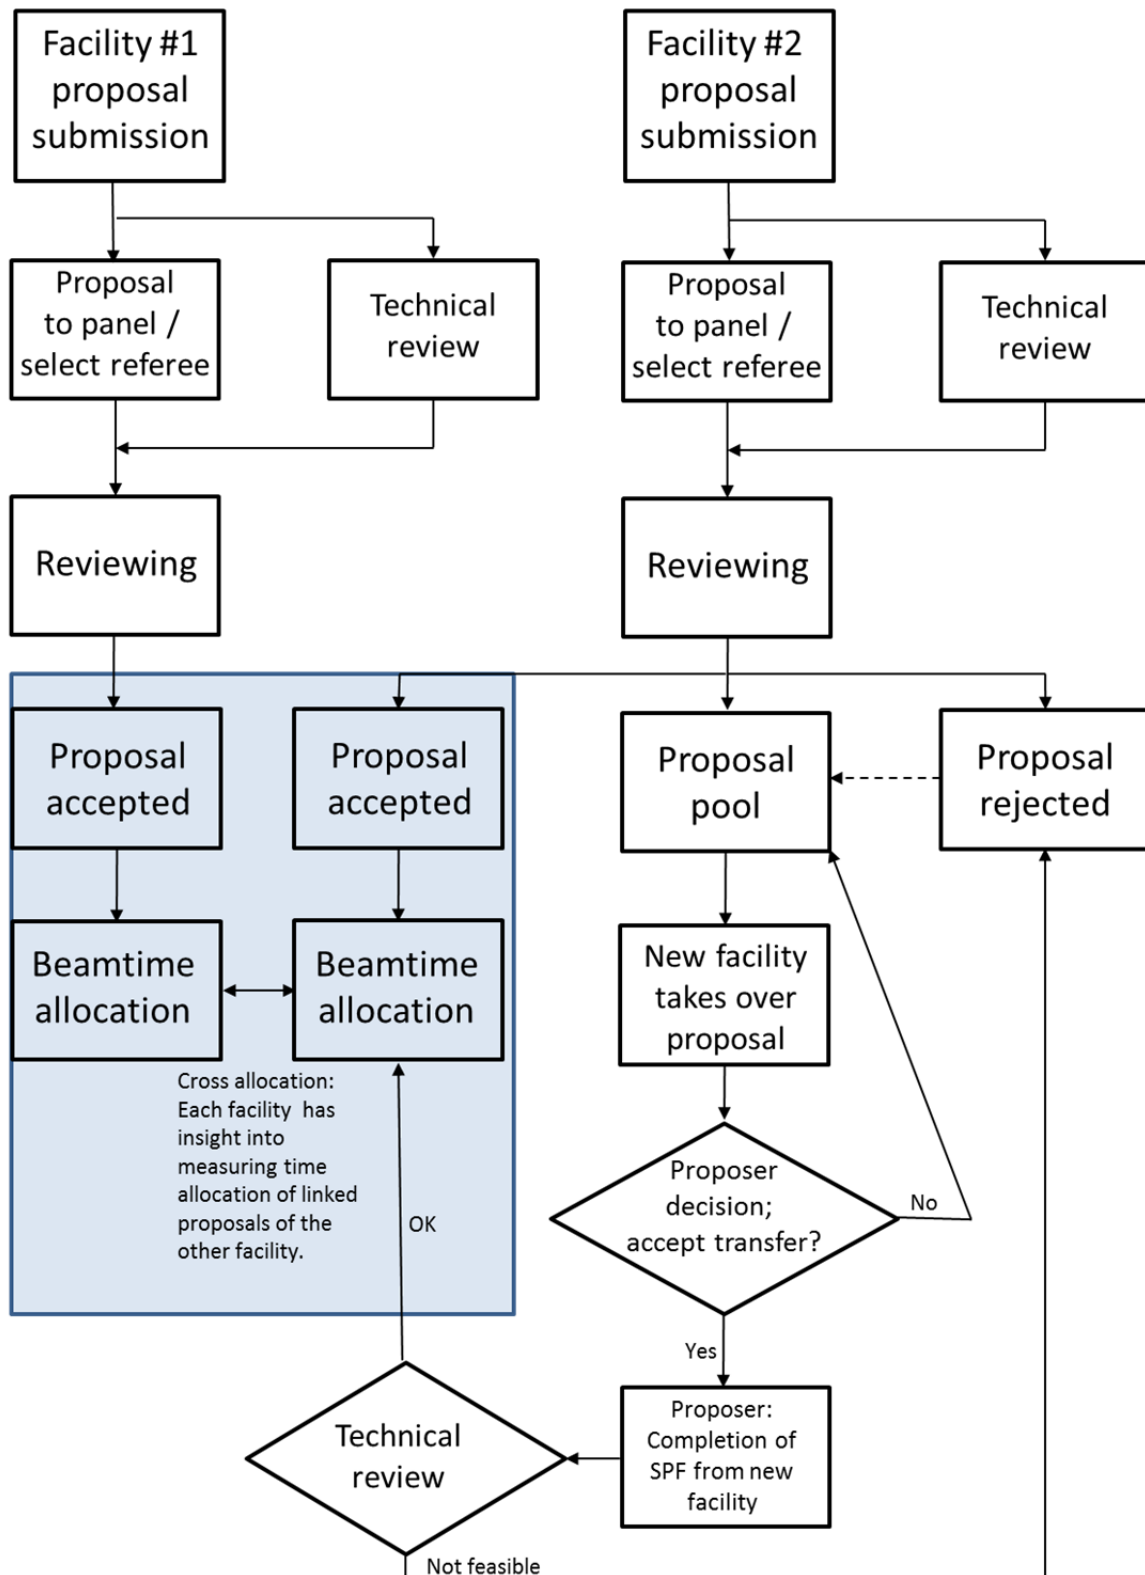 Facility #1
proposal
submission
Facility #2
proposal
submission
Proposal
to panel /
select referee
Technical
review
Proposal
to panel /
select referee
Technical
review
Reviewing
Reviewing
Proposal
accepted
Proposal
accepted
Proposal
pool
Proposal
rejected
Beamtime
allocation
Beamtime
allocation
New facility
takes over
proposal
Cross allocation:
Each facility has
insight into
measuring time
allocation of linked
proposals of the
other facility.
OK
Proposer
decision;
accept transfer?
No
Yes
Technical
review
Proposer:
Completion of
SPF from new
facility
Not feasible